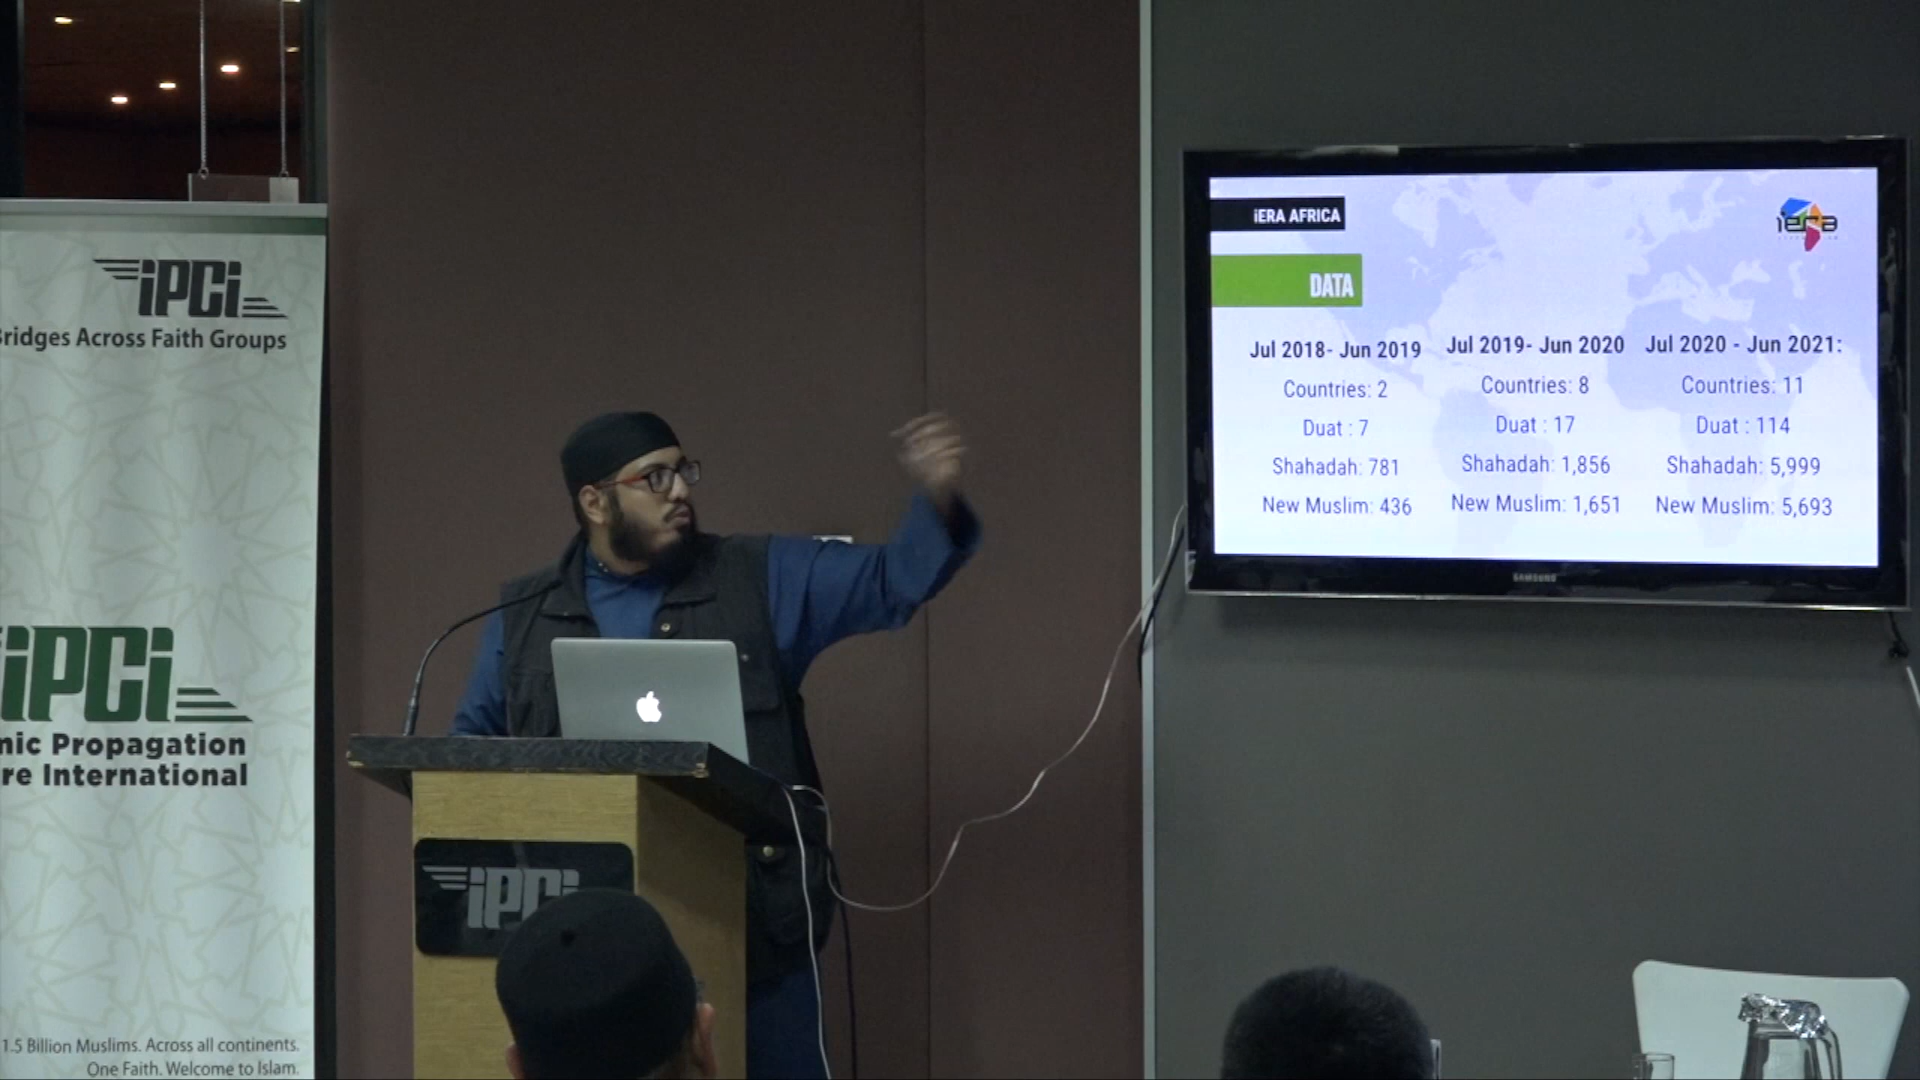 iPCi
Bridges Across Faith Groups
iPCi
mic Propagation
re International
1.5 Billion Muslims. Across all continents.
One Faith. Welcome to Islam.
iPCi
iERA AFRICA
iera
DATA
Jul 2018- Jun 2019
Countries: 2
Duat : 7
Shahadah: 781
New Muslim: 436
Jul 2019- Jun 2020
Countries: 8
Duat : 17
Shahadah: 1,856
New Muslim: 1,651
Jul 2020 - Jun 2021:
Countries: 11
Duat : 114
Shahadah: 5,999
New Muslim: 5,693
SAMSUNG